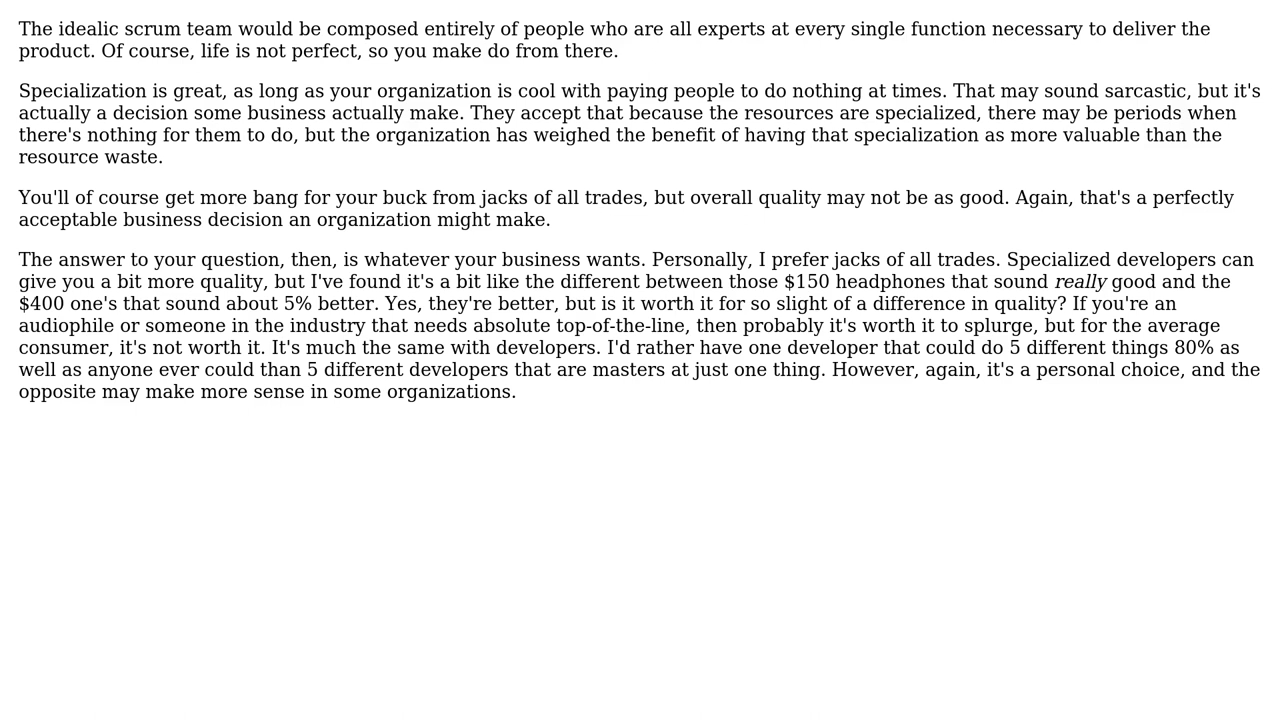 The idealic scrum team would be composed entirely of people who are all experts at every single function necessary to deliver the
product. Of course, life is not perfect, so you make do from there.
Specialization is great, as long as your organization is cool with paying people to do nothing at times. That may sound sarcastic, but it's
actually a decision some business actually make. They accept that because the resources are specialized, there may be periods when
there's nothing for them to do, but the organization has weighed the benefit of having that specialization as more valuable than the
resource waste.
You'll of course get more bang for your buck from jacks of all trades, but overall quality may not be as good. Again, that's a perfectly
acceptable business decision an organization might make.
The answer to your question, then, is whatever your business wants. Personally, I prefer jacks of all trades. Specialized developers can
give you a bit more quality, but I've found it's a bit like the different between those $150 headphones that sound really good and the
$400 one's that sound about 5% better. Yes, they're better, but is it worth it for so slight of a difference in quality? If you're an
audiophile or someone in the industry that needs absolute top-of-the-line, then probably it's worth it to splurge, but for the average
consumer, it's not worth it. It's much the same with developers. I'd rather have one developer that could do 5 different things 80% as
well as anyone ever could than 5 different developers that are masters at just one thing. However, again, it's a personal choice, and the
opposite may make more sense in some organizations.